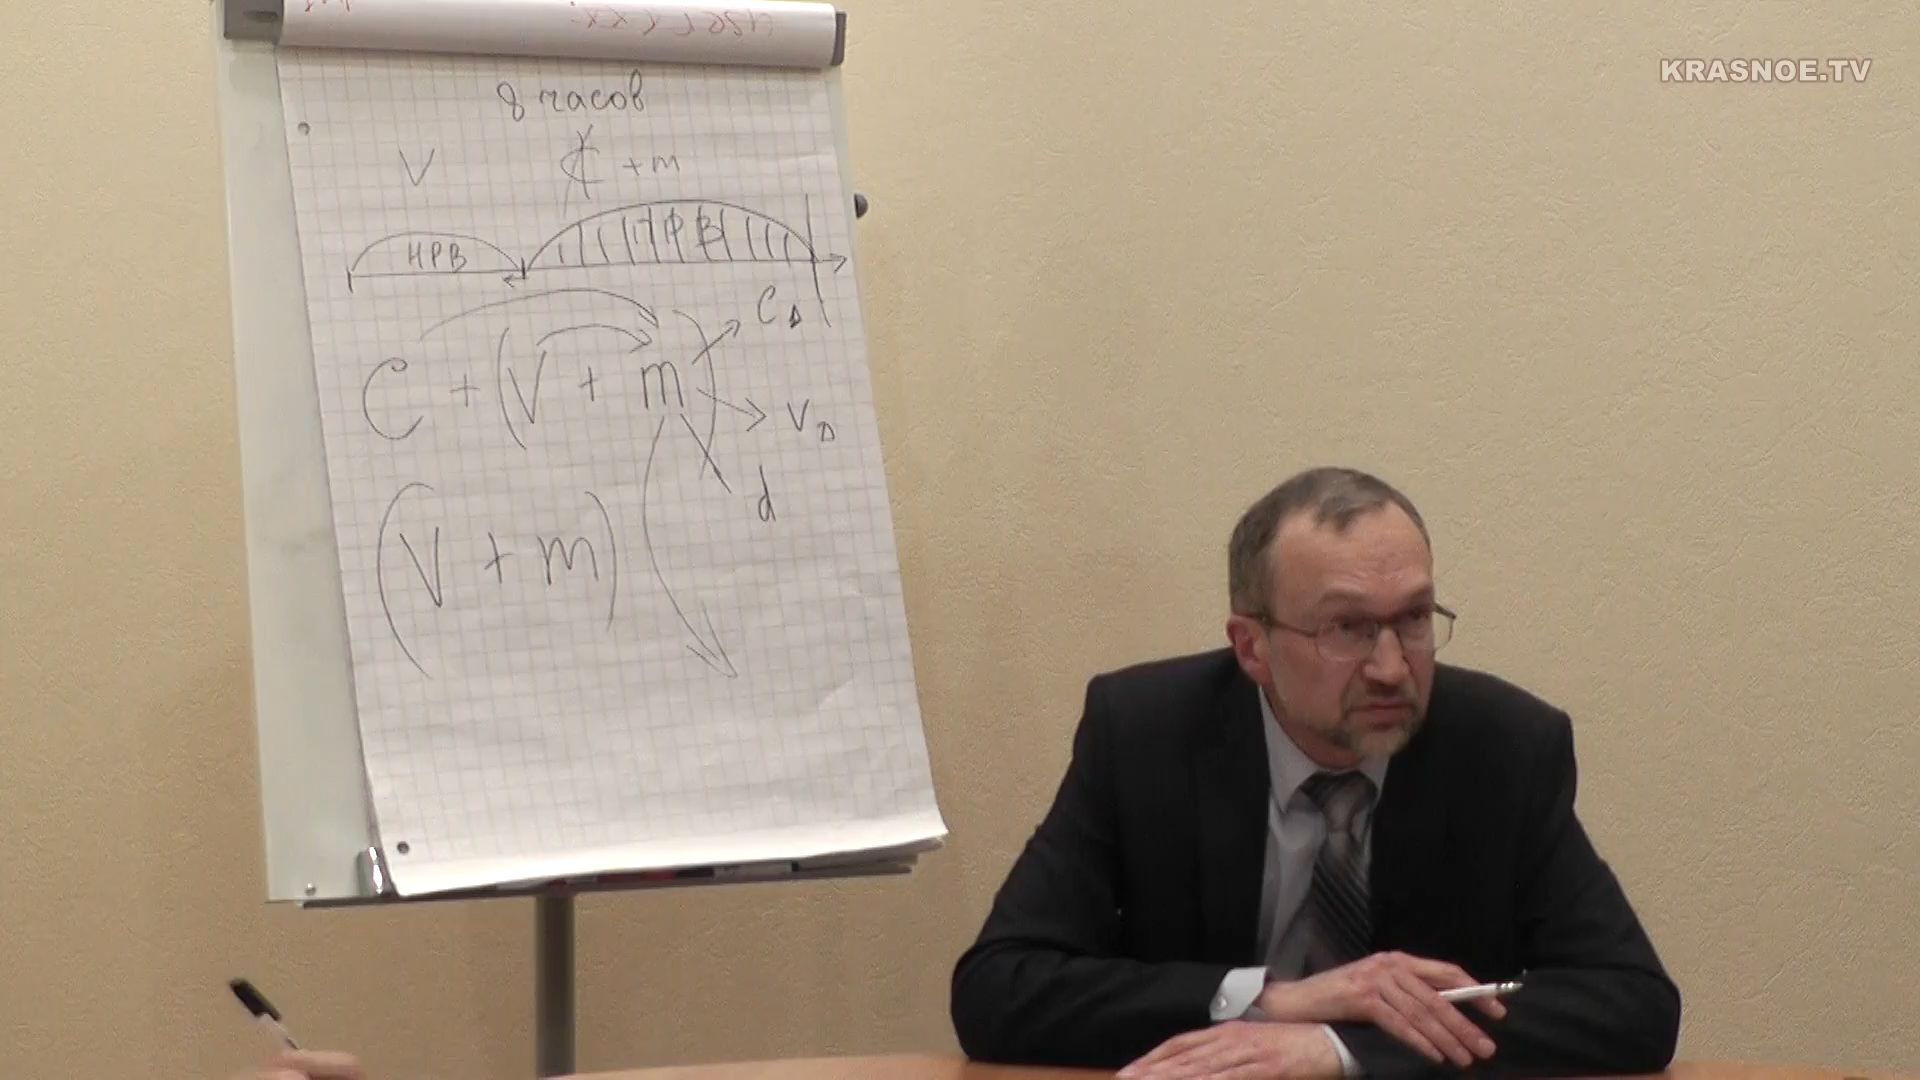 KRASNOE.TV
8 часов
V C + m
НРВ ПРВ
C + (V + m) C Δ
V Δ
d
(V + m)